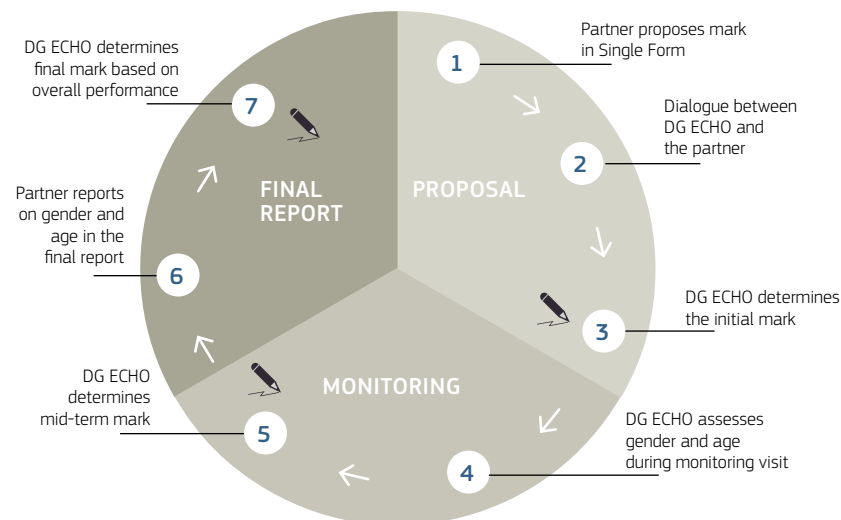 1
Partner proposes mark
in Single Form
2
Dialogue between
DG ECHO and
the partner
PROPOSAL
3
DG ECHO determines
the initial mark
MONITORING
4
DG ECHO assesses
gender and age
during monitoring visit
5
DG ECHO
determines
mid-term mark
FINAL
REPORT
6
Partner reports
on gender and
age in the
final report
7
DG ECHO determines
final mark based on
overall performance